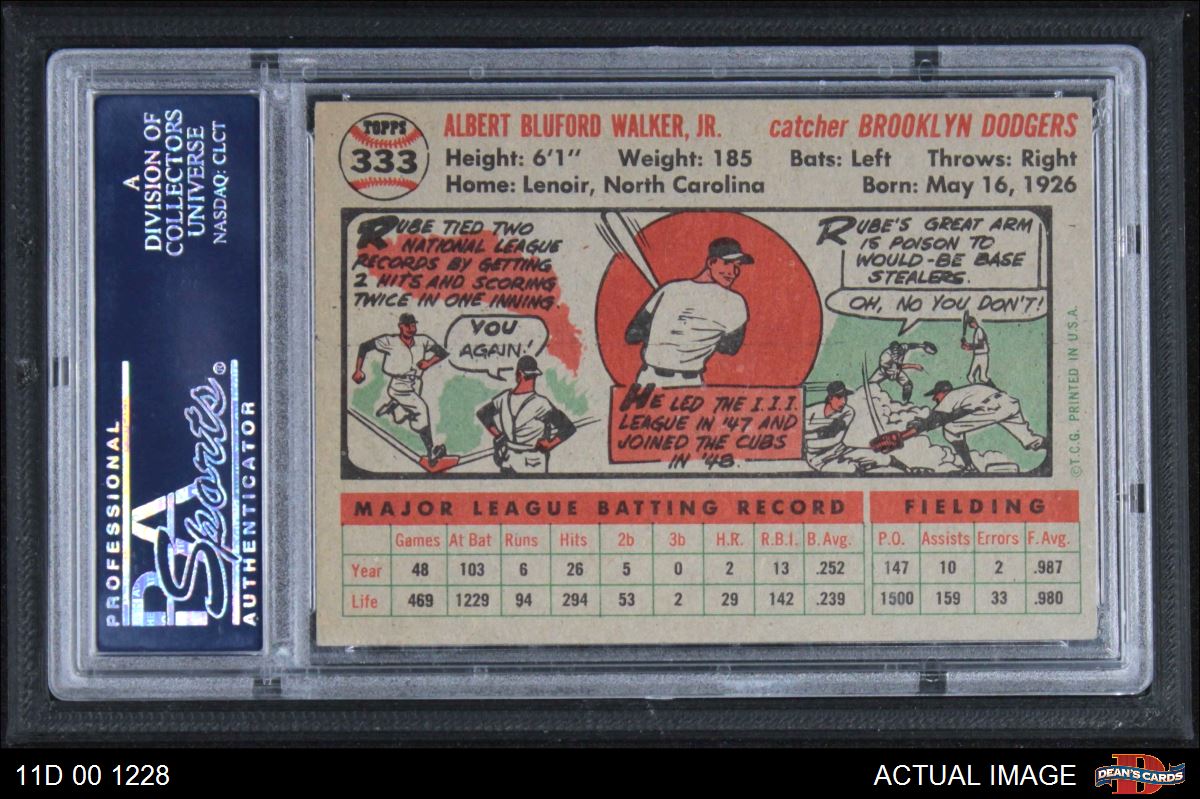 A
DIVISION OF
COLLECTORS
UNIVERSE
NASDAQ: CLCT
PROFESSIONAL
PSA
Sports®
AUTHENTICATOR
TOPPS
333
ALBERT BLUFORD WALKER, JR. catcher BROOKLYN DODGERS
Height: 6'1" Weight: 185 Bats: Left Throws: Right
Home: Lenoir, North Carolina Born: May 16, 1926
RUBE TIED TWO
NATIONAL LEAGUE
RECORDS BY GETTING
2 HITS AND SCORING
TWICE IN ONE INNING.
YOU
AGAIN!
HE LED THE I.I.I.
LEAGUE IN '47 AND
JOINED THE CUBS
IN '48.
RUBE'S GREAT ARM
IS POISON TO
WOULD-BE BASE
STEALERS.
OH, NO YOU DON'T!
©T.C.G. PRINTED IN U.S.A.
MAJOR LEAGUE BATTING RECORD FIELDING
Games At Bat Runs Hits 2b 3b H.R. R.B.I. B.Avg. P.O. Assists Errors F.Avg.
Year 48 103 6 26 5 0 2 13 .252 147 10 2 .987
Life 469 1229 94 294 53 2 29 142 .239 1500 159 33 .980
11D 00 1228 ACTUAL IMAGE
D
DEAN'S CARDS